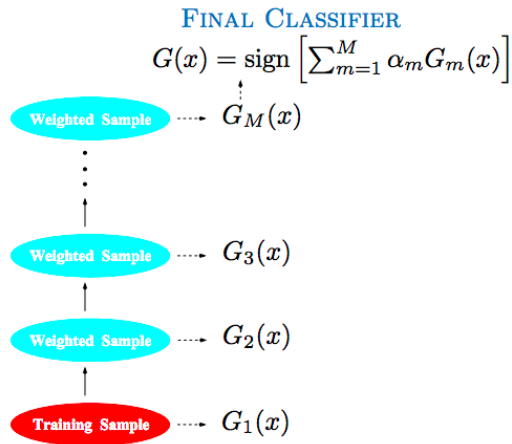 FINAL CLASSIFIER
G(x) = sign [∑_{m=1}^{M} α_m G_m(x)]
Weighted Sample G_M(x)
Weighted Sample G_3(x)
Weighted Sample G_2(x)
Training Sample G_1(x)